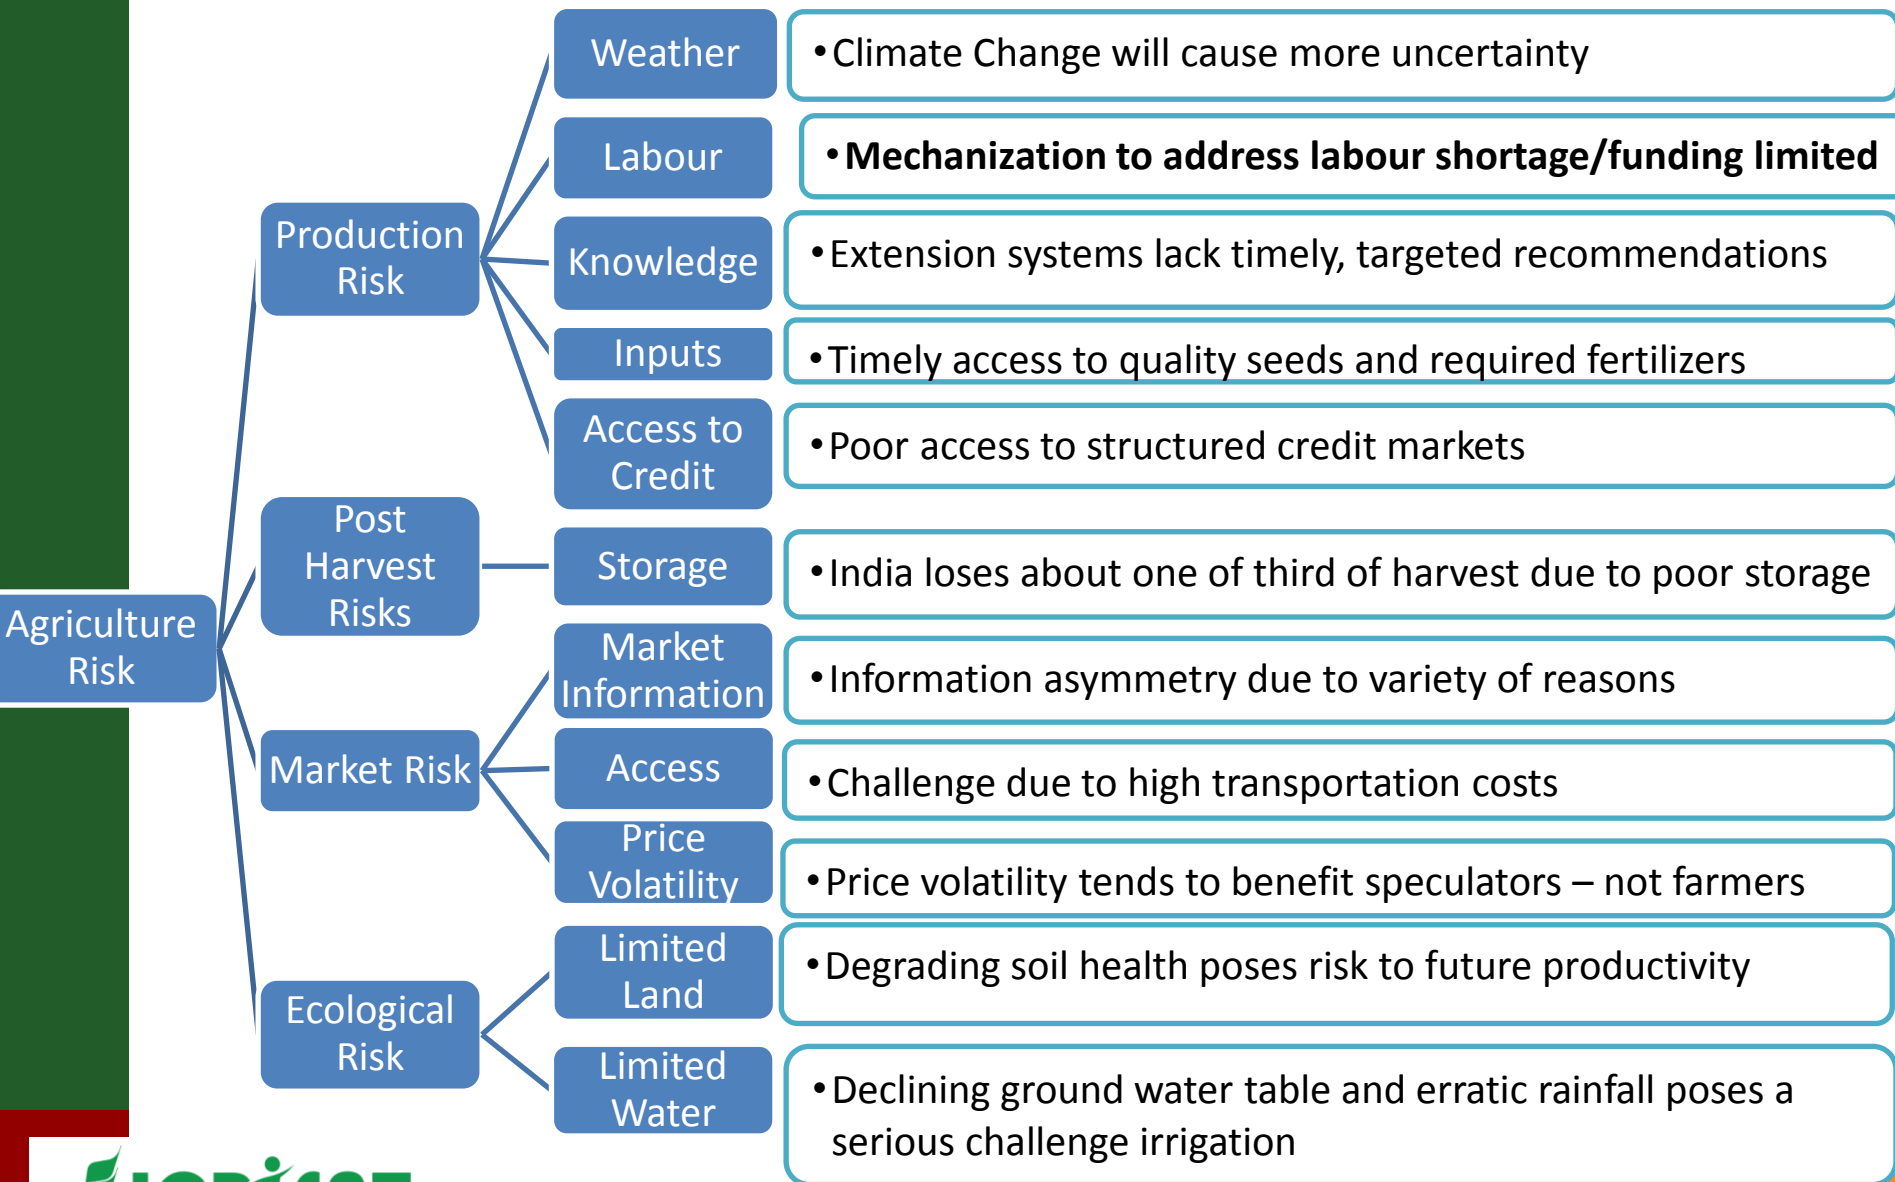 Weather
•Climate Change will cause more uncertainty
Labour
•Mechanization to address labour shortage/funding limited
Production
Risk
Knowledge
•Extension systems lack timely, targeted recommendations
Inputs
•Timely access to quality seeds and required fertilizers
Access to
Credit
•Poor access to structured credit markets
Post
Harvest
Risks
Storage
•India loses about one of third of harvest due to poor storage
Agriculture
Risk
Market
Information
•Information asymmetry due to variety of reasons
Market Risk
Access
•Challenge due to high transportation costs
Price
Volatility
•Price volatility tends to benefit speculators – not farmers
Limited
Land
•Degrading soil health poses risk to future productivity
Ecological
Risk
Limited
Water
•Declining ground water table and erratic rainfall poses a
serious challenge irrigation